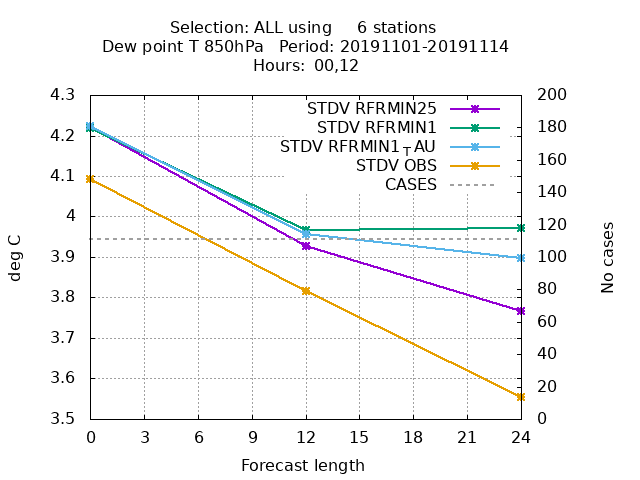 Selection: ALL using     6 stations
Dew point T 850hPa   Period: 20191101-20191114
Hours:  00,12
4.3
4.2
4.1
4
3.9
3.8
3.7
3.6
3.5
deg C
STDV RFRMIN25
STDV RFRMIN1
STDV RFRMIN1┬AU
STDV OBS
CASES
200
180
160
140
120
100
80
60
40
20
0
No cases
0 3 6 9 12 15 18 21 24
Forecast length